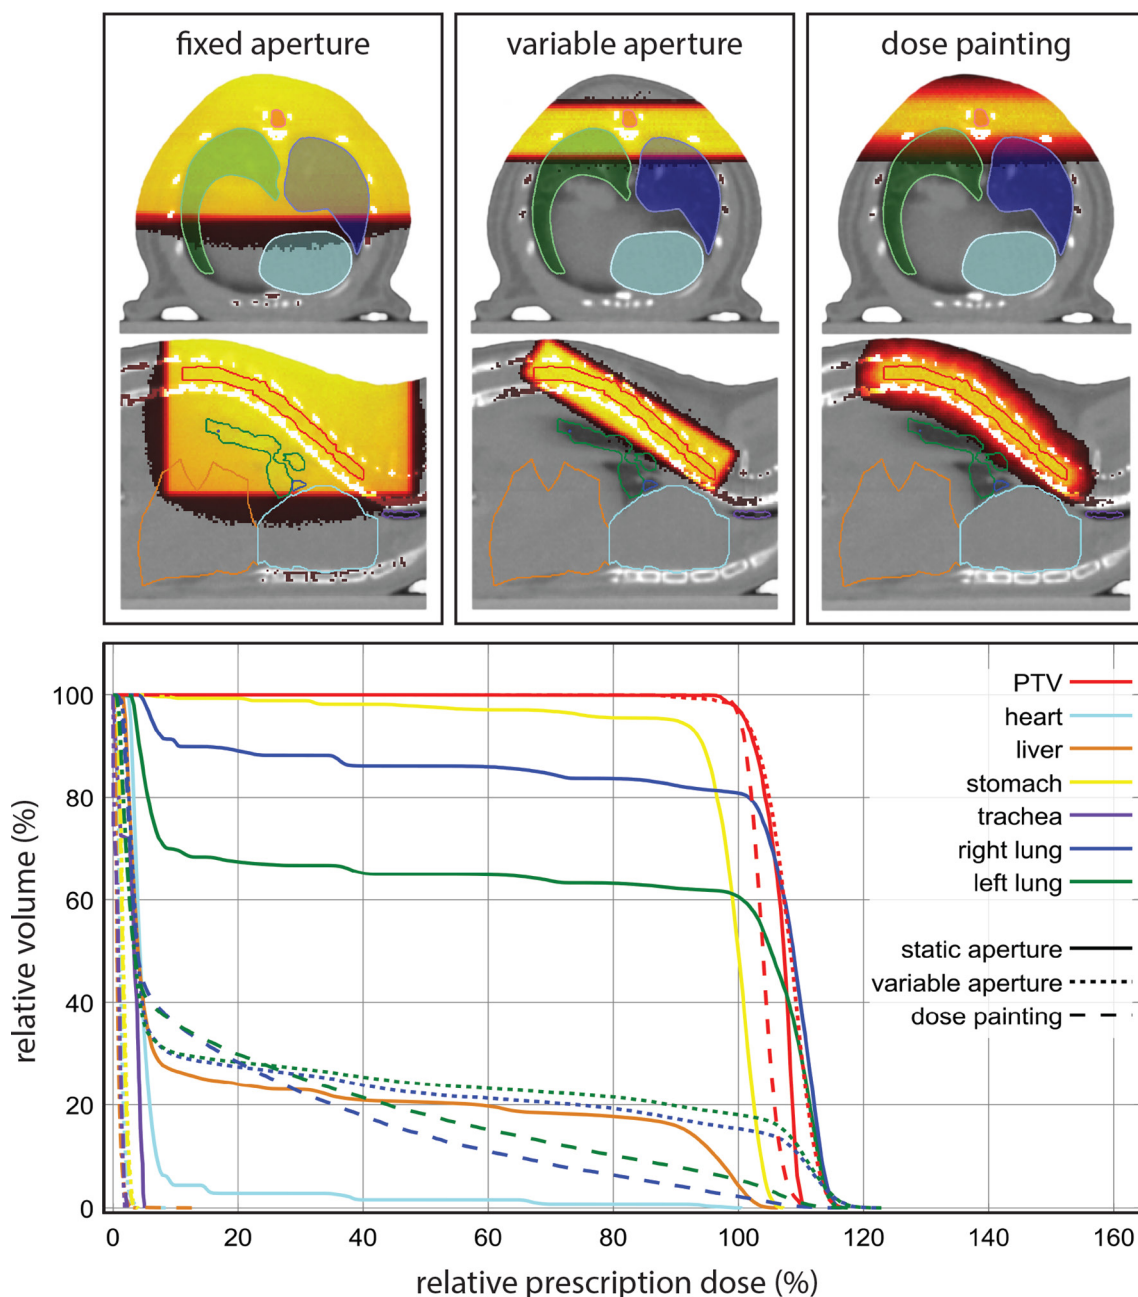 fixed aperture
variable aperture
dose painting
100
80
60
40
20
0
relative volume (%)
PTV
heart
liver
stomach
trachea
right lung
left lung
static aperture
variable aperture
dose painting
0 20 40 60 80 100 120 140 160
relative prescription dose (%)